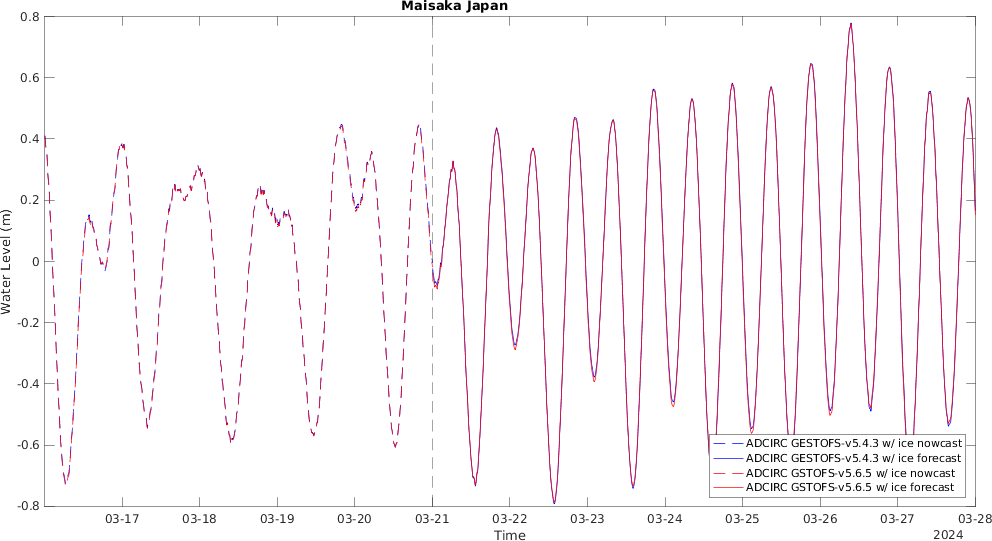 Maisaka Japan
0.8
0.6
0.4
0.2
0
-0.2
-0.4
-0.6
-0.8
Water Level (m)
ADCIRC GESTOFS-v5.4.3 w/ ice nowcast
ADCIRC GESTOFS-v5.4.3 w/ ice forecast
ADCIRC GSTOFS-v5.6.5 w/ ice nowcast
ADCIRC GSTOFS-v5.6.5 w/ ice forecast
03-17 03-18 03-19 03-20 03-21 03-22 03-23 03-24 03-25 03-26 03-27 03-28
Time
2024